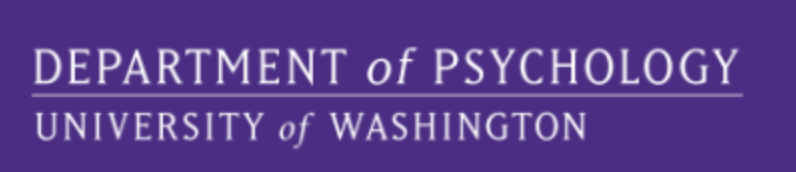 DEPARTMENT of PSYCHOLOGY
UNIVERSITY of WASHINGTON